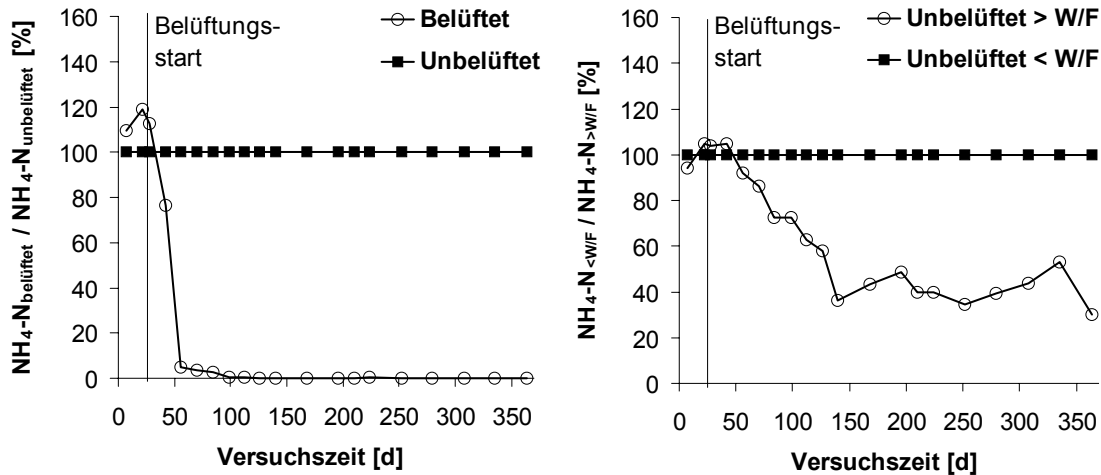 NH4-Nbelüftet / NH4-Nunbelüftet [%]
160
140
120
100
80
60
40
20
0
Belüftungs-
start
Belüftet
Unbelüftet
0 50 100 150 200 250 300 350
Versuchszeit [d]
NH4-N<W/F / NH4-N>W/F [%]
160
140
120
100
80
60
40
20
0
Belüftungs-
start
Unbelüftet > W/F
Unbelüftet < W/F
0 50 100 150 200 250 300 350
Versuchszeit [d]